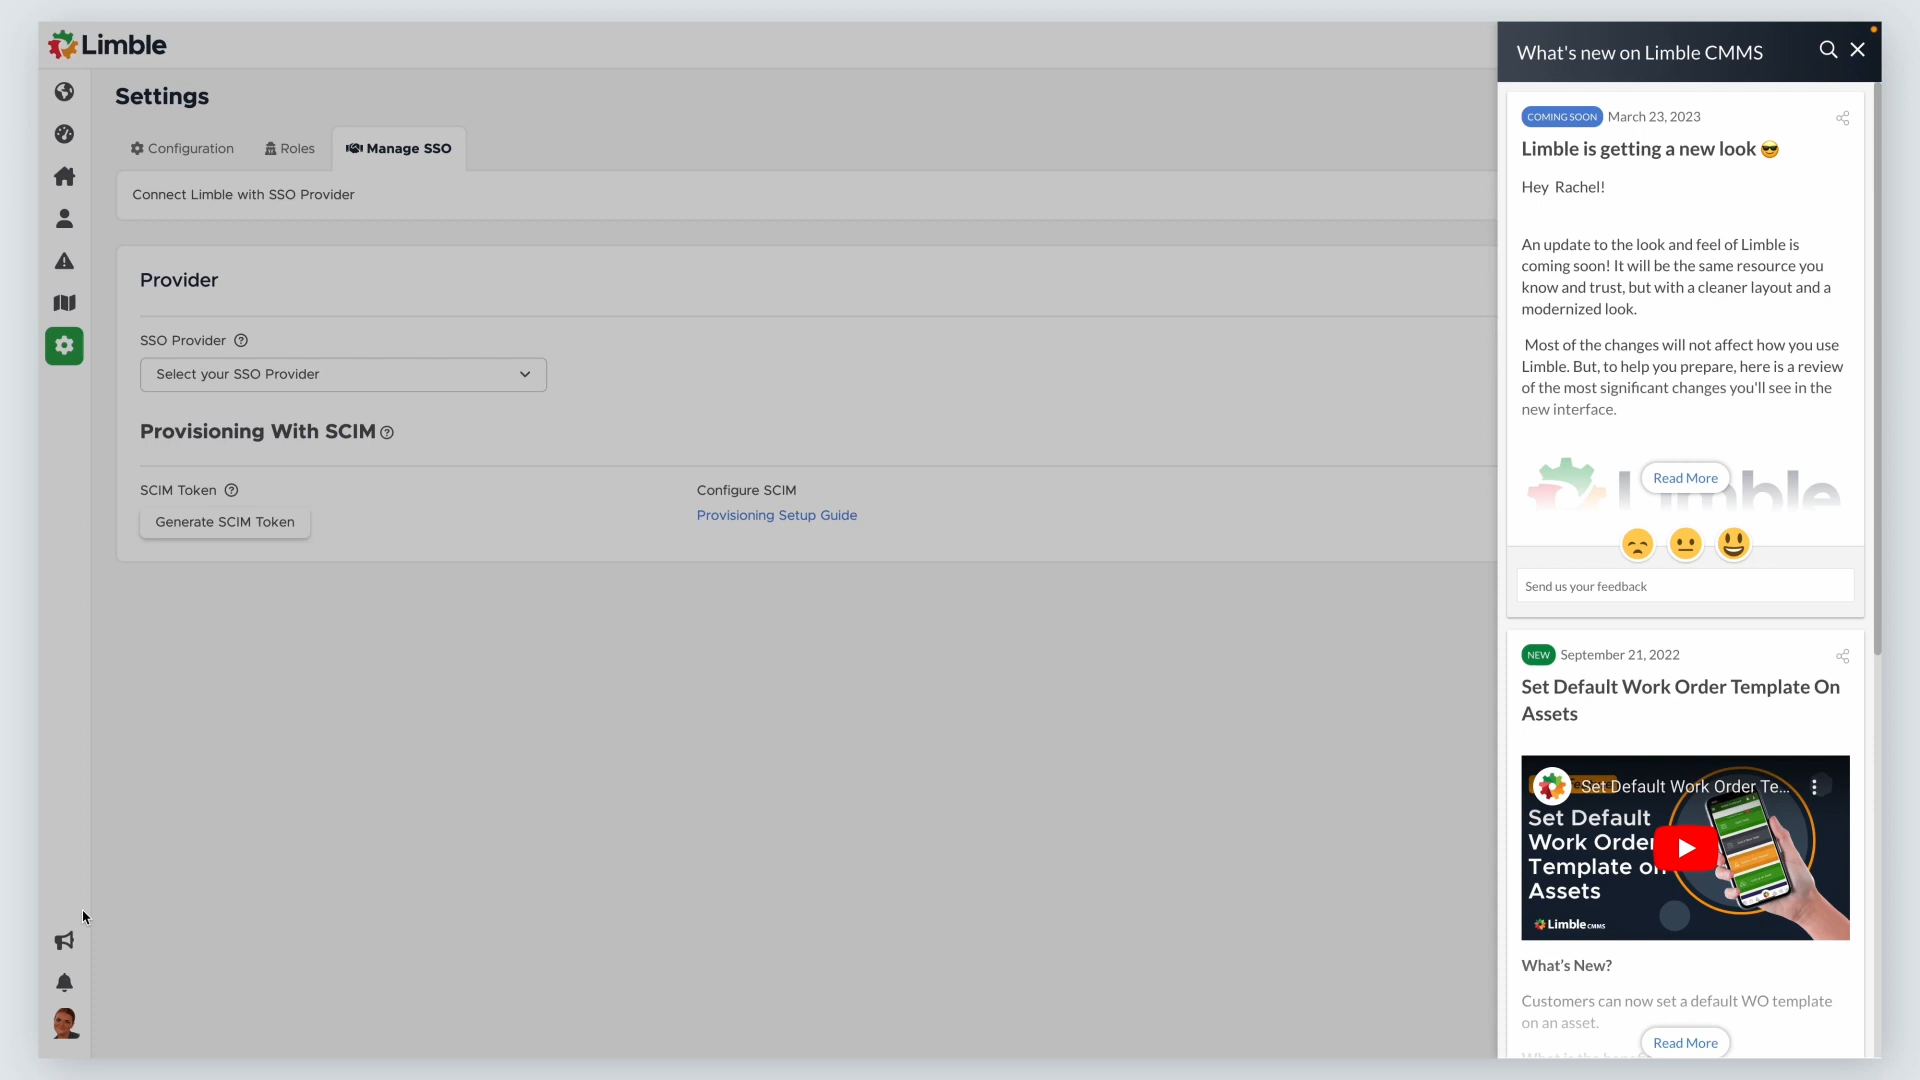 Limble
Settings
Configuration
Roles
Manage SSO
Connect Limble with SSO Provider
Provider
SSO Provider
Select your SSO Provider
Provisioning With SCIM
SCIM Token
Generate SCIM Token
Configure SCIM
Provisioning Setup Guide
What's new on Limble CMMS
COMING SOON March 23, 2023
Limble is getting a new look 😎
Hey Rachel!
An update to the look and feel of Limble is
coming soon! It will be the same resource you
know and trust, but with a cleaner layout and a
modernized look.
Most of the changes will not affect how you use
Limble. But, to help you prepare, here is a review
of the most significant changes you'll see in the
new interface.
Limble
Read More
Send us your feedback
NEW September 21, 2022
Set Default Work Order Template On
Assets
Set Default Work Order Te...
Set Default
Work Order
Template on
Assets
Limble CMMS
What's New?
Customers can now set a default WO template
on an asset.
What is the
Read More